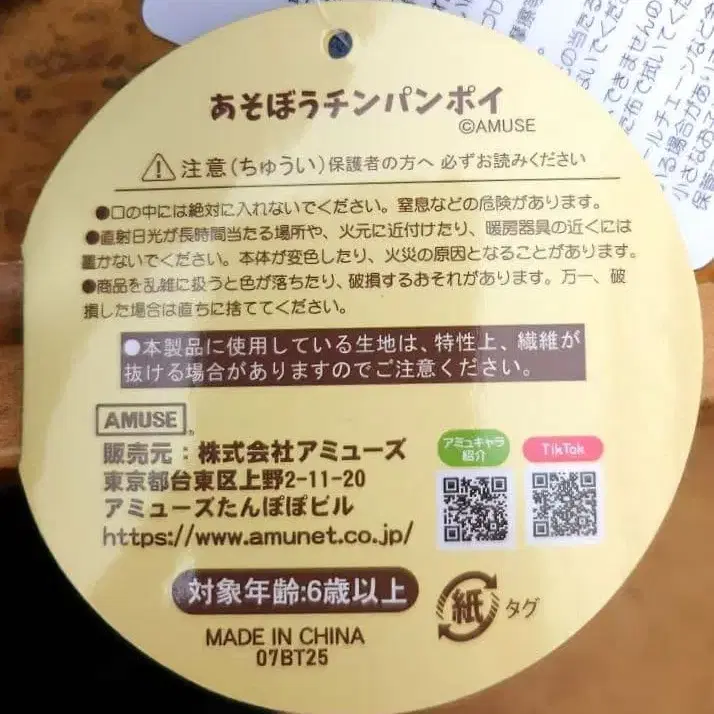 あそぼうチンパンポイ
©AMUSE
注意(ちゅうい)保護者の方へ 必ずお読みください
●口の中には絶対に入れないでください。窒息などの危険があります。
●直射日光が長時間当たる場所や、火元に近付けたり、暖房器具の近くには
置かないでください。本体が変色したり、火災の原因となることがあります。
●商品を乱雑に扱うと色が落ちたり、破損するおそれがあります。万一、破
損した場合は直ちに捨ててください。
●本製品に使用している生地は、特性上、繊維が
抜ける場合がありますのでご注意ください。
AMUSE
販売元:株式会社アミューズ
東京都台東区上野2-11-20
アミューズたんぽぽビル
https://www.amunet.co.jp/
アミュキャラ
紹介
TikTok
対象年齢:6歳以上
紙 タグ
MADE IN CHINA
07BT25